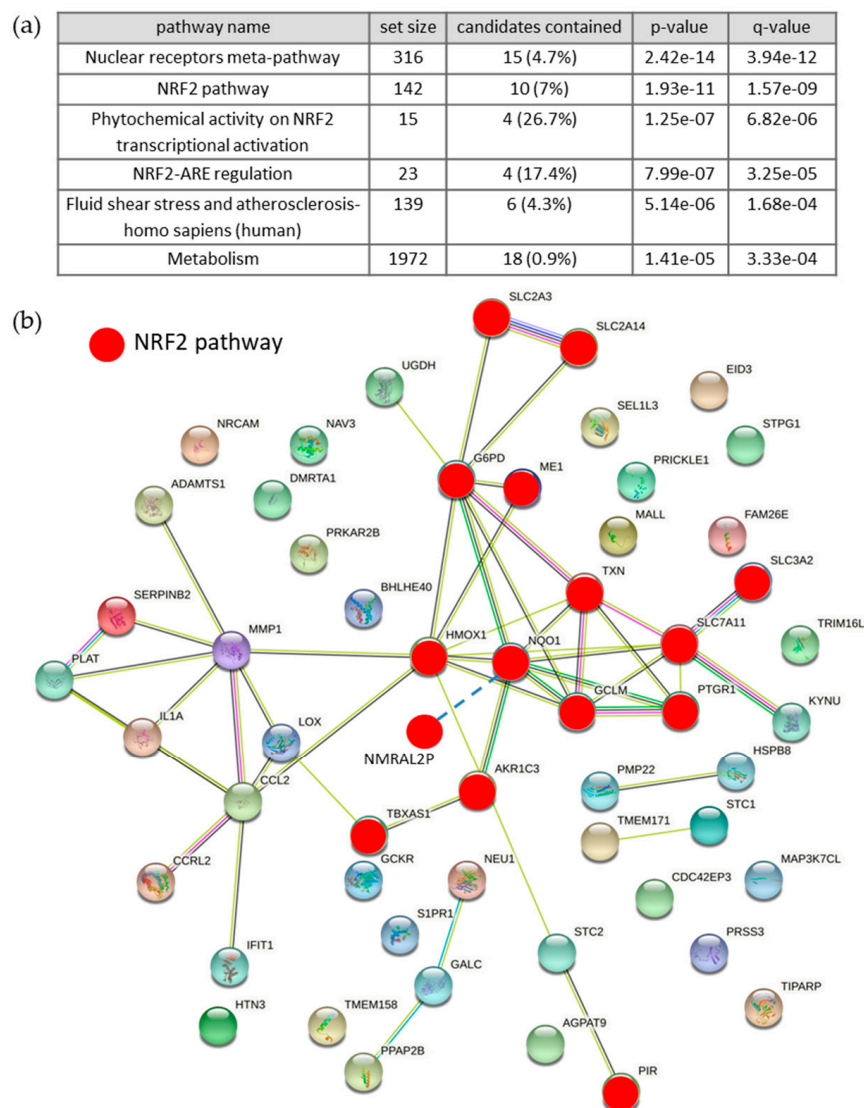 (a)
pathway name set size candidates contained p-value q-value
Nuclear receptors meta-pathway 316 15 (4.7%) 2.42e-14 3.94e-12
NRF2 pathway 142 10 (7%) 1.93e-11 1.57e-09
Phytochemical activity on NRF2
transcriptional activation 15 4 (26.7%) 1.25e-07 6.82e-06
NRF2-ARE regulation 23 4 (17.4%) 7.99e-07 3.25e-05
Fluid shear stress and atherosclerosis-
homo sapiens (human) 139 6 (4.3%) 5.14e-06 1.68e-04
Metabolism 1972 18 (0.9%) 1.41e-05 3.33e-04
(b)
NRF2 pathway
SLC2A3
SLC2A14
UGDH
EID3
SEL1L3
NRCAM
NAV3
STPG1
G6PD
ME1
PRICKLE1
ADAMTS1
DMRTA1
MALL
FAM26E
PRKAR2B
TXN
SLC3A2
BHLHE40
SERPINB2
MMP1
HMOX1
NQO1
SLC7A11
TRIM16L
PLAT
GCLM
PTGR1
KYNU
IL1A
LOX
NMRAL2P
HSPB8
CCL2
AKR1C3
PMP22
TBXAS1
TMEM171
STC1
CCRL2
GCKR
NEU1
MAP3K7CL
CDC42EP3
S1PR1
IFIT1
STC2
PRSS3
GALC
HTN3
TMEM158
TIPARP
AGPAT9
PPAP2B
PIR